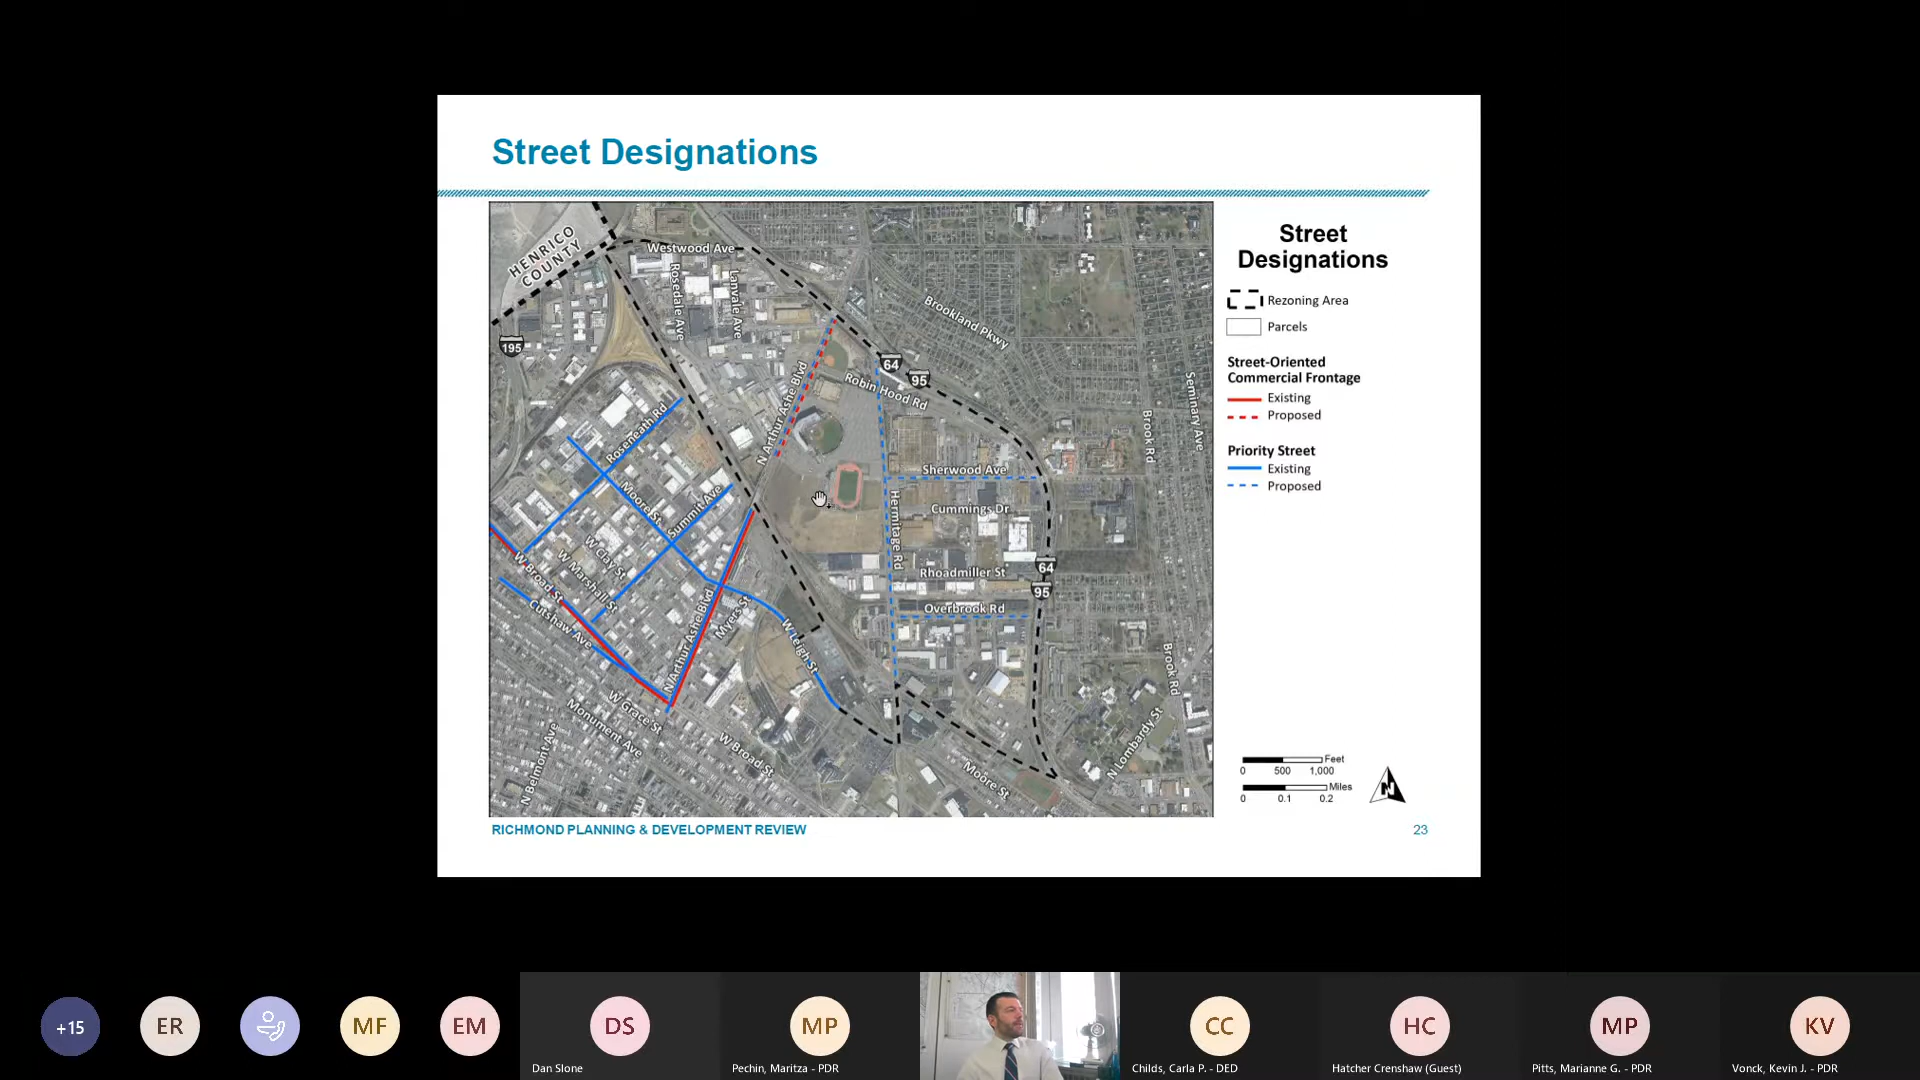 Street Designations
HENRICO
COUNTY
Westwood Ave
Rosedale Ave
Lanvale Ave
Brookland Pkwy
195
64
95
N Arthur Ashe Blvd
Robin Hood Rd
Seminary Ave
Brook Rd
Roseneath Rd
Moore St
Summit Ave
Sherwood Ave
Hermitage Rd
Cummings Dr
W Clay St
W Marshall St
W Broad St
Cutshaw Ave
Rhoadmiller St
64
95
Overbrook Rd
N Arthur Ashe Blvd
Myers St
W Leigh St
Brook Rd
W Grace St
Monument Ave
N Belmont Ave
W Broad St
Moore St
N Lombardy St
Street
Designations
Rezoning Area
Parcels
Street-Oriented
Commercial Frontage
Existing
Proposed
Priority Street
Existing
Proposed
Feet
0 500 1,000
Miles
0 0.1 0.2
N
RICHMOND PLANNING & DEVELOPMENT REVIEW
23
+15
ER
MF
EM
DS
MP
CC
HC
MP
KV
Dan Slone
Pechin, Maritza - PDR
Childs, Carla P. - DED
Hatcher Crenshaw (Guest)
Pitts, Marianne G. - PDR
Vonck, Kevin J. - PDR